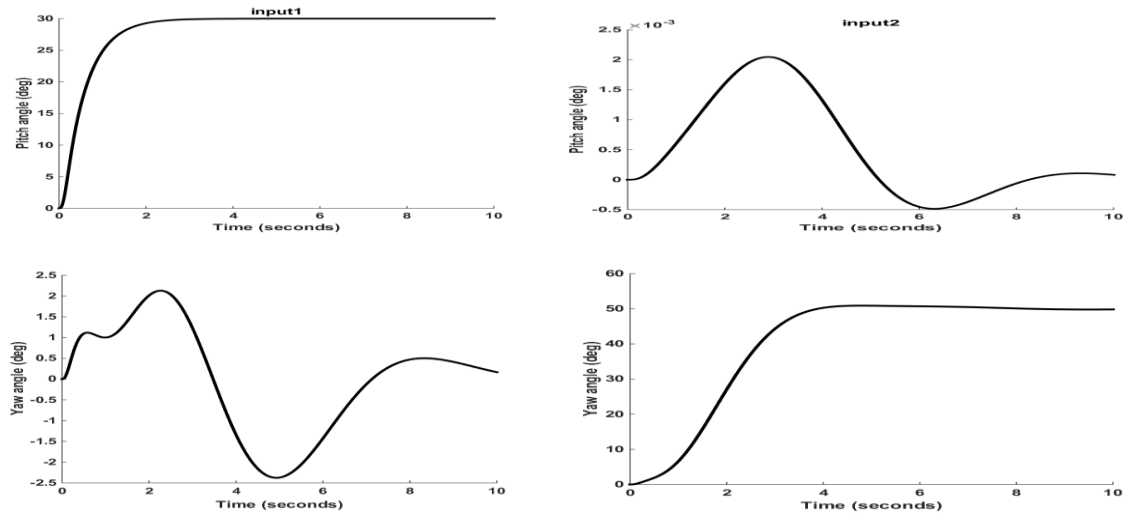 input1
30
25
20
15
10
5
0
Pitch angle (deg)
0 2 4 6 8 10
Time (seconds)
× 10⁻³
input2
2.5
2
1.5
1
0.5
0
-0.5
Pitch angle (deg)
0 2 4 6 8 10
Time (seconds)
2.5
2
1.5
1
0.5
0
-0.5
-1
-1.5
-2
-2.5
Yaw angle (deg)
0 2 4 6 8 10
Time (seconds)
60
50
40
30
20
10
0
Yaw angle (deg)
0 2 4 6 8 10
Time (seconds)